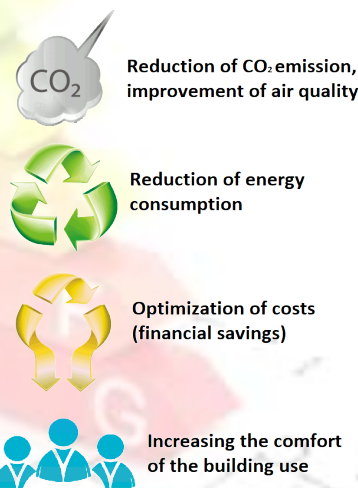 CO₂
Reduction of CO₂ emission,
improvement of air quality
Reduction of energy
consumption
Optimization of costs
(financial savings)
Increasing the comfort
of the building use
F
G